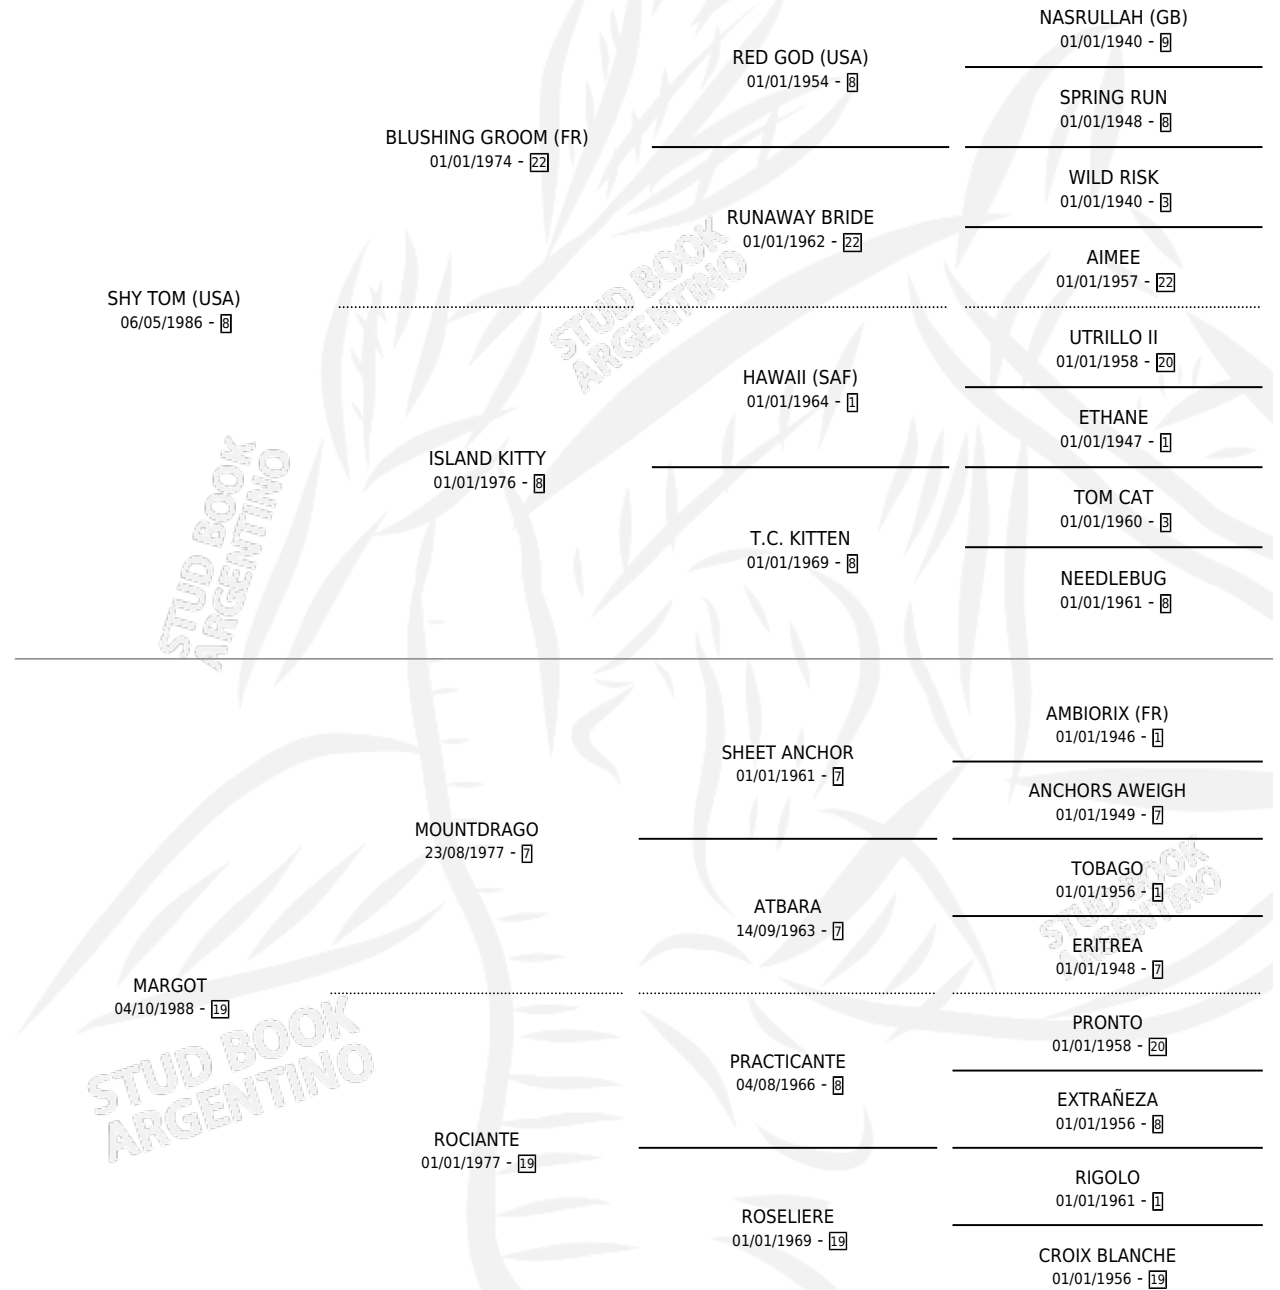 NASRULLAH (GB)
01/01/1940 - 9
RED GOD (USA)
01/01/1954 - 8
SPRING RUN
01/01/1948 - 8
BLUSHING GROOM (FR)
01/01/1974 - 22
WILD RISK
01/01/1940 - 3
RUNAWAY BRIDE
01/01/1962 - 22
AIMEE
01/01/1957 - 22
SHY TOM (USA)
06/05/1986 - 8
UTRILLO II
01/01/1958 - 20
HAWAII (SAF)
01/01/1964 - 1
ETHANE
01/01/1947 - 1
ISLAND KITTY
01/01/1976 - 8
TOM CAT
01/01/1960 - 3
T.C. KITTEN
01/01/1969 - 8
NEEDLEBUG
01/01/1961 - 8
AMBIORIX (FR)
01/01/1946 - 1
SHEET ANCHOR
01/01/1961 - 7
ANCHORS AWEIGH
01/01/1949 - 7
MOUNTDRAGO
23/08/1977 - 7
TOBAGO
01/01/1956 - 1
ATBARA
14/09/1963 - 7
ERITREA
01/01/1948 - 7
MARGOT
04/10/1988 - 19
PRONTO
01/01/1958 - 20
PRACTICANTE
04/08/1966 - 8
EXTRAÑEZA
01/01/1956 - 8
ROCIANTE
01/01/1977 - 19
RIGOLO
01/01/1961 - 1
ROSELIERE
01/01/1969 - 19
CROIX BLANCHE
01/01/1956 - 19
STUD BOOK
ARGENTINO
STUD BOOK
ARGENTINO
STUD BOOK
ARGENTINO
STUD BOOK
ARGENTINO